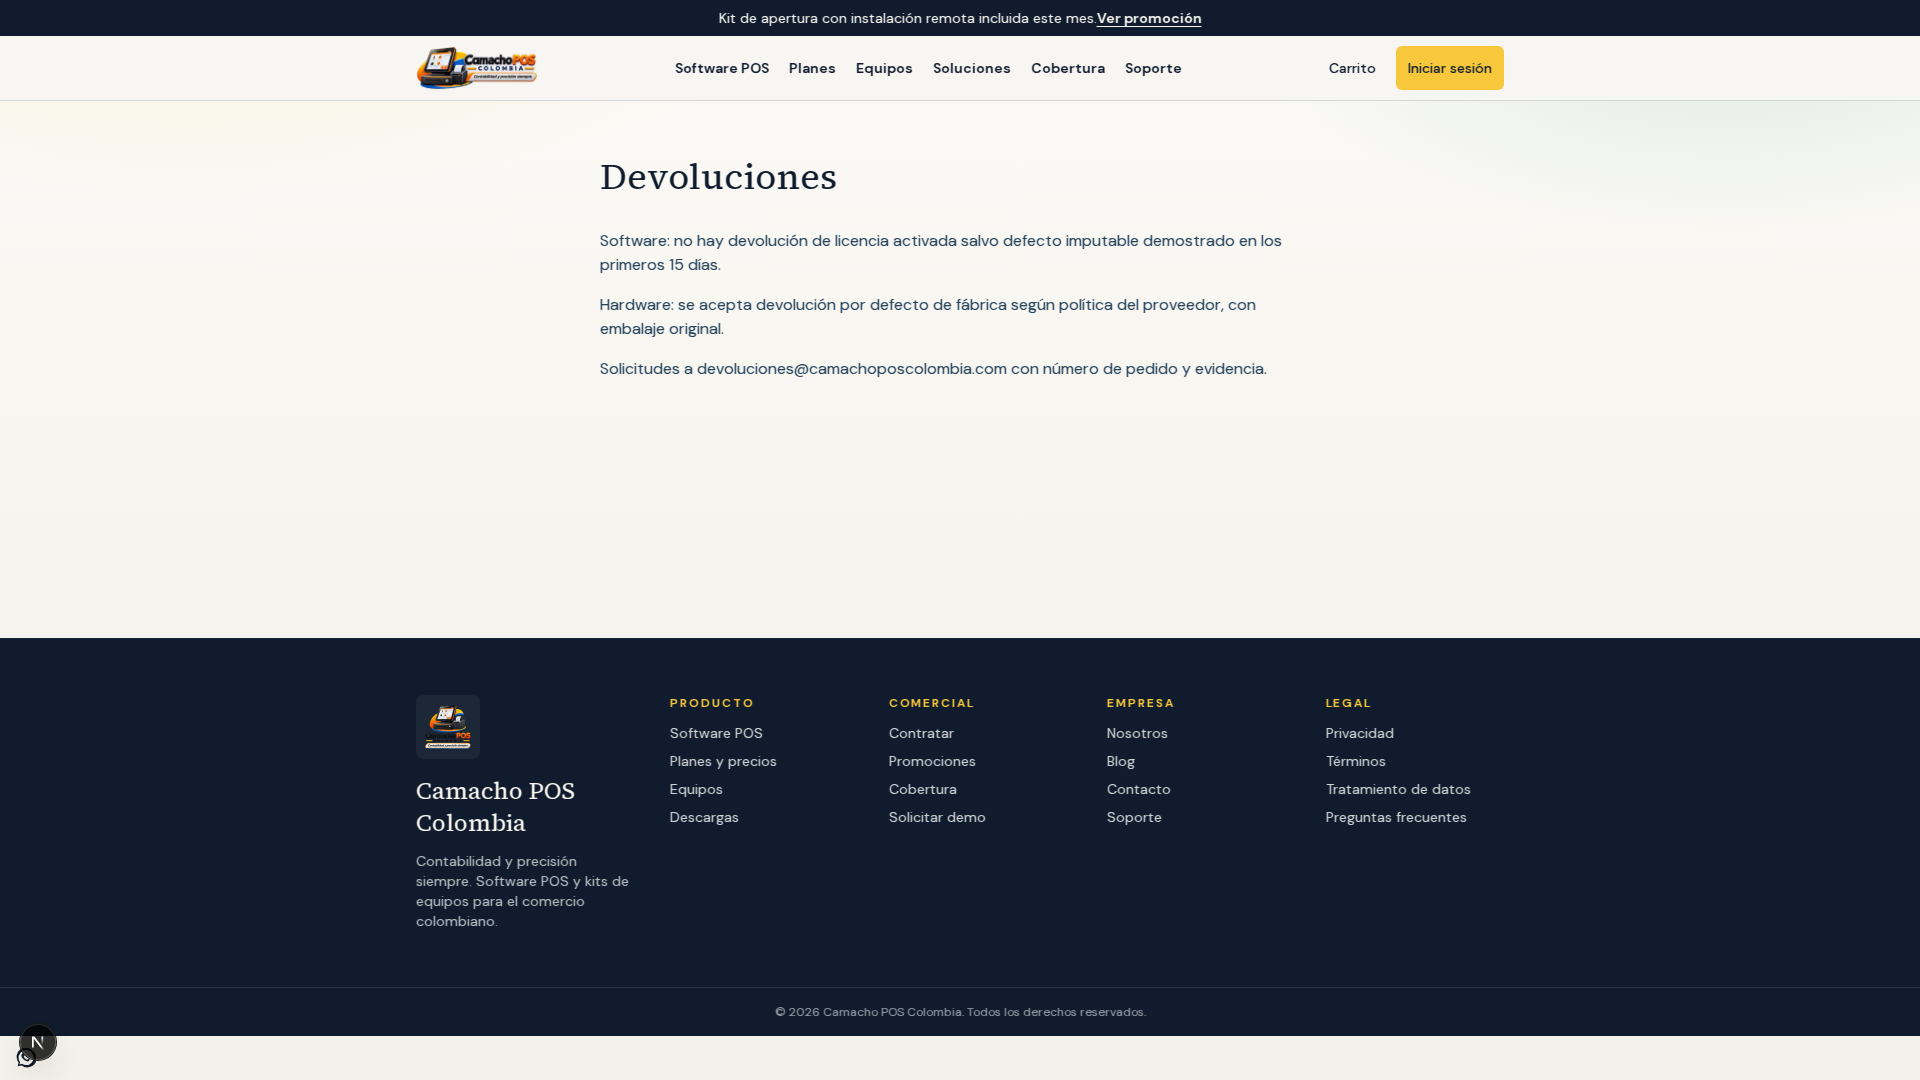 Kit de apertura con instalación remota incluida este mes.Ver promoción
CamachoPOS
COLOMBIA
Contabilidad y precisión siempre.
Software POS Planes Equipos Soluciones Cobertura Soporte
Carrito Iniciar sesión
Devoluciones
Software: no hay devolución de licencia activada salvo defecto imputable demostrado en los
primeros 15 días.
Hardware: se acepta devolución por defecto de fábrica según política del proveedor, con
embalaje original.
Solicitudes a devoluciones@camachoposcolombia.com con número de pedido y evidencia.
Camacho POS
Colombia
Contabilidad y precisión
siempre. Software POS y kits de
equipos para el comercio
colombiano.
PRODUCTO
Software POS
Planes y precios
Equipos
Descargas
COMERCIAL
Contratar
Promociones
Cobertura
Solicitar demo
EMPRESA
Nosotros
Blog
Contacto
Soporte
LEGAL
Privacidad
Términos
Tratamiento de datos
Preguntas frecuentes
© 2026 Camacho POS Colombia. Todos los derechos reservados.
N